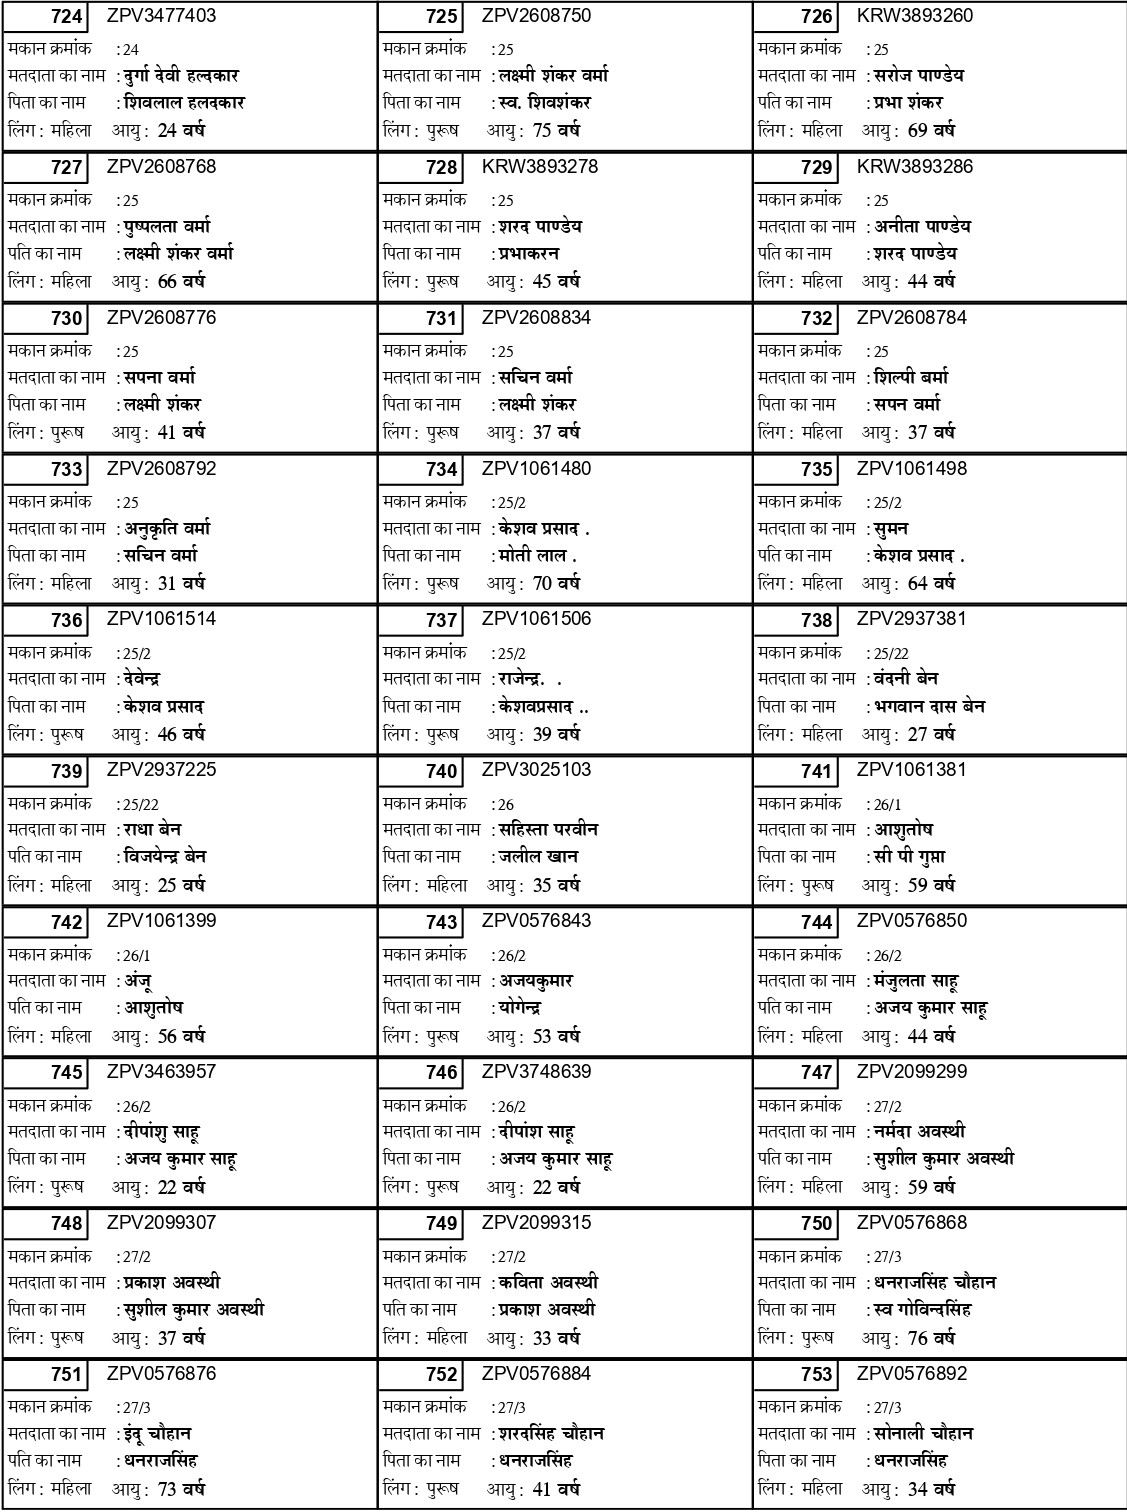 724 ZPV3477403
मकान क्रमांक : 24
मतदाता का नाम : दुर्गा देवी हल्दकार
पिता का नाम : शिवलाल हलदकार
लिंग : महिला आयु : 24 वर्ष
725 ZPV2608750
मकान क्रमांक : 25
मतदाता का नाम : लक्ष्मी शंकर वर्मा
पिता का नाम : स्व. शिवशंकर
लिंग : पुरूष आयु : 75 वर्ष
726 KRW3893260
मकान क्रमांक : 25
मतदाता का नाम : सरोज पाण्डेय
पति का नाम : प्रभा शंकर
लिंग : महिला आयु : 69 वर्ष
727 ZPV2608768
मकान क्रमांक : 25
मतदाता का नाम : पुष्पलता वर्मा
पति का नाम : लक्ष्मी शंकर वर्मा
लिंग : महिला आयु : 66 वर्ष
728 KRW3893278
मकान क्रमांक : 25
मतदाता का नाम : शरद पाण्डेय
पिता का नाम : प्रभाकरन
लिंग : पुरूष आयु : 45 वर्ष
729 KRW3893286
मकान क्रमांक : 25
मतदाता का नाम : अनीता पाण्डेय
पति का नाम : शरद पाण्डेय
लिंग : महिला आयु : 44 वर्ष
730 ZPV2608776
मकान क्रमांक : 25
मतदाता का नाम : सपना वर्मा
पिता का नाम : लक्ष्मी शंकर
लिंग : पुरूष आयु : 41 वर्ष
731 ZPV2608834
मकान क्रमांक : 25
मतदाता का नाम : सचिन वर्मा
पिता का नाम : लक्ष्मी शंकर
लिंग : पुरूष आयु : 37 वर्ष
732 ZPV2608784
मकान क्रमांक : 25
मतदाता का नाम : शिल्पी बर्मा
पिता का नाम : सपन वर्मा
लिंग : महिला आयु : 37 वर्ष
733 ZPV2608792
मकान क्रमांक : 25
मतदाता का नाम : अनुकृति वर्मा
पिता का नाम : सचिन वर्मा
लिंग : महिला आयु : 31 वर्ष
734 ZPV1061480
मकान क्रमांक : 25/2
मतदाता का नाम : केशव प्रसाद .
पिता का नाम : मोती लाल .
लिंग : पुरूष आयु : 70 वर्ष
735 ZPV1061498
मकान क्रमांक : 25/2
मतदाता का नाम : सुमन
पति का नाम : केशव प्रसाद .
लिंग : महिला आयु : 64 वर्ष
736 ZPV1061514
मकान क्रमांक : 25/2
मतदाता का नाम : देवेन्द्र
पिता का नाम : केशव प्रसाद
लिंग : पुरूष आयु : 46 वर्ष
737 ZPV1061506
मकान क्रमांक : 25/2
मतदाता का नाम : राजेन्द्र. .
पिता का नाम : केशवप्रसाद ..
लिंग : पुरूष आयु : 39 वर्ष
738 ZPV2937381
मकान क्रमांक : 25/22
मतदाता का नाम : वंदनी बेन
पिता का नाम : भगवान दास बेन
लिंग : महिला आयु : 27 वर्ष
739 ZPV2937225
मकान क्रमांक : 25/22
मतदाता का नाम : राधा बेन
पति का नाम : विजयेन्द्र बेन
लिंग : महिला आयु : 25 वर्ष
740 ZPV3025103
मकान क्रमांक : 26
मतदाता का नाम : सहिस्ता परवीन
पिता का नाम : जलील खान
लिंग : महिला आयु : 35 वर्ष
741 ZPV1061381
मकान क्रमांक : 26/1
मतदाता का नाम : आशुतोष
पिता का नाम : सी पी गुप्ता
लिंग : पुरूष आयु : 59 वर्ष
742 ZPV1061399
मकान क्रमांक : 26/1
मतदाता का नाम : अंजू
पति का नाम : आशुतोष
लिंग : महिला आयु : 56 वर्ष
743 ZPV0576843
मकान क्रमांक : 26/2
मतदाता का नाम : अजयकुमार
पिता का नाम : योगेन्द्र
लिंग : पुरूष आयु : 53 वर्ष
744 ZPV0576850
मकान क्रमांक : 26/2
मतदाता का नाम : मंजुलता साहू
पति का नाम : अजय कुमार साहू
लिंग : महिला आयु : 44 वर्ष
745 ZPV3463957
मकान क्रमांक : 26/2
मतदाता का नाम : दीपांशु साहू
पिता का नाम : अजय कुमार साहू
लिंग : पुरूष आयु : 22 वर्ष
746 ZPV3748639
मकान क्रमांक : 26/2
मतदाता का नाम : दीपांश साहू
पिता का नाम : अजय कुमार साहू
लिंग : पुरूष आयु : 22 वर्ष
747 ZPV2099299
मकान क्रमांक : 27/2
मतदाता का नाम : नर्मदा अवस्थी
पति का नाम : सुशील कुमार अवस्थी
लिंग : महिला आयु : 59 वर्ष
748 ZPV2099307
मकान क्रमांक : 27/2
मतदाता का नाम : प्रकाश अवस्थी
पिता का नाम : सुशील कुमार अवस्थी
लिंग : पुरूष आयु : 37 वर्ष
749 ZPV2099315
मकान क्रमांक : 27/2
मतदाता का नाम : कविता अवस्थी
पति का नाम : प्रकाश अवस्थी
लिंग : महिला आयु : 33 वर्ष
750 ZPV0576868
मकान क्रमांक : 27/3
मतदाता का नाम : धनराजसिंह चौहान
पिता का नाम : स्व गोविन्दसिंह
लिंग : पुरूष आयु : 76 वर्ष
751 ZPV0576876
मकान क्रमांक : 27/3
मतदाता का नाम : इंदू चौहान
पति का नाम : धनराजसिंह
लिंग : महिला आयु : 73 वर्ष
752 ZPV0576884
मकान क्रमांक : 27/3
मतदाता का नाम : शरदसिंह चौहान
पिता का नाम : धनराजसिंह
लिंग : पुरूष आयु : 41 वर्ष
753 ZPV0576892
मकान क्रमांक : 27/3
मतदाता का नाम : सोनाली चौहान
पिता का नाम : धनराजसिंह
लिंग : महिला आयु : 34 वर्ष